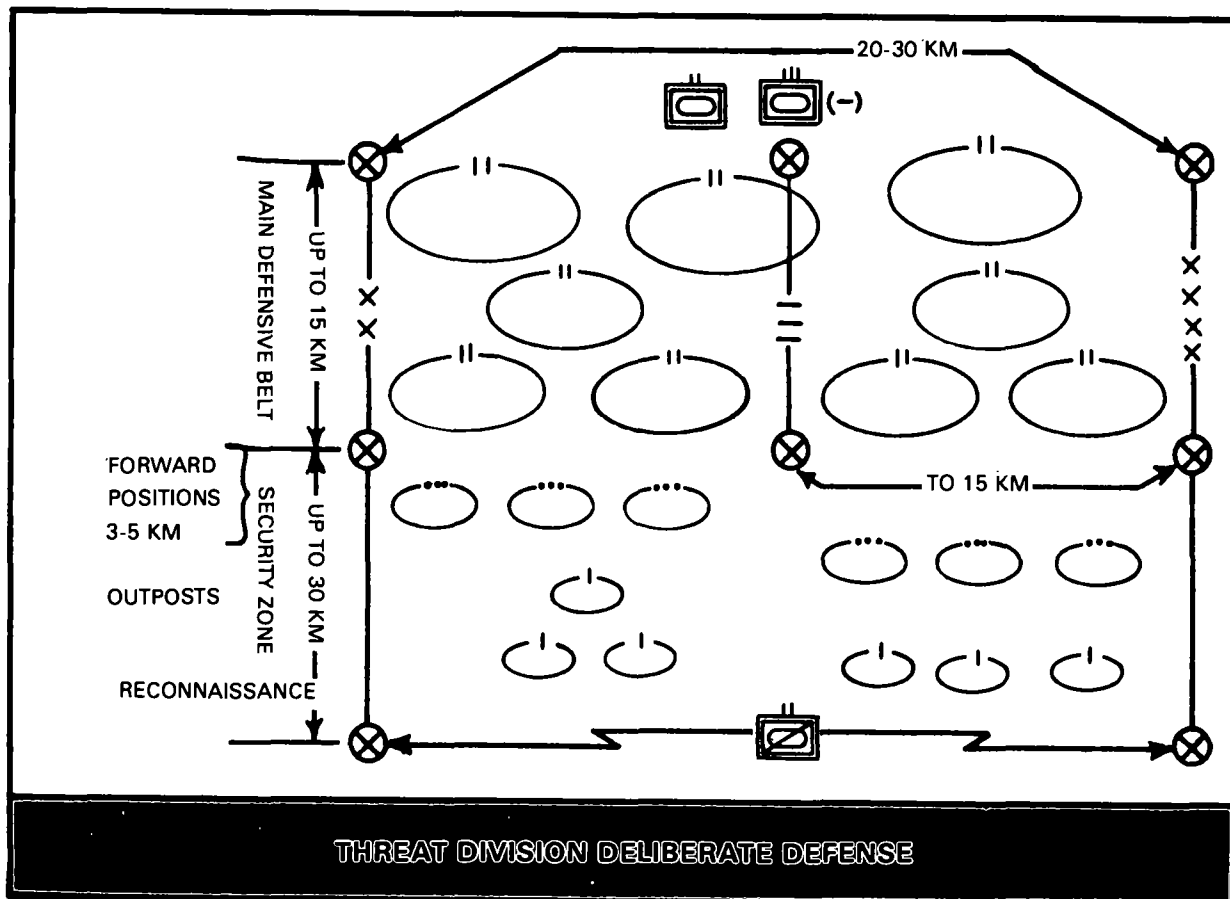 20-30 KM
(-)
MAIN DEFENSIVE BELT
UP TO 15 KM
FORWARD
POSITIONS
3-5 KM
SECURITY ZONE
UP TO 30 KM
TO 15 KM
OUTPOSTS
RECONNAISSANCE
THREAT DIVISION DELIBERATE DEFENSE